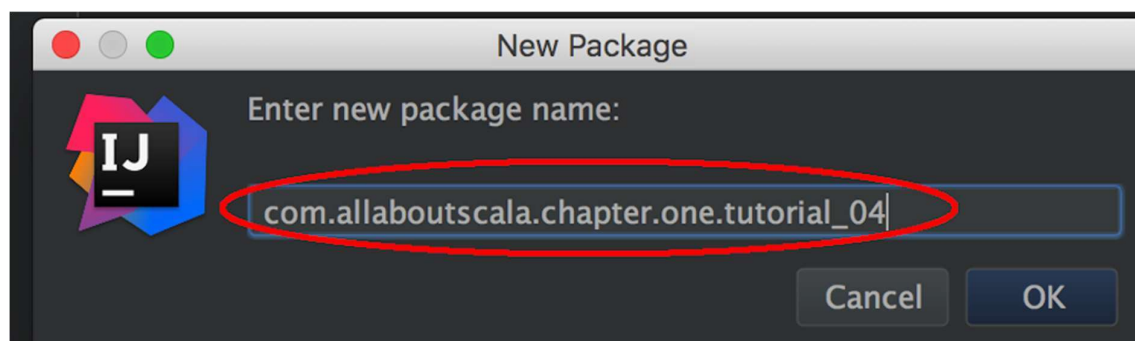 New Package
Enter new package name:
IJ
com.allaboutscala.chapter.one.tutorial_04
Cancel OK